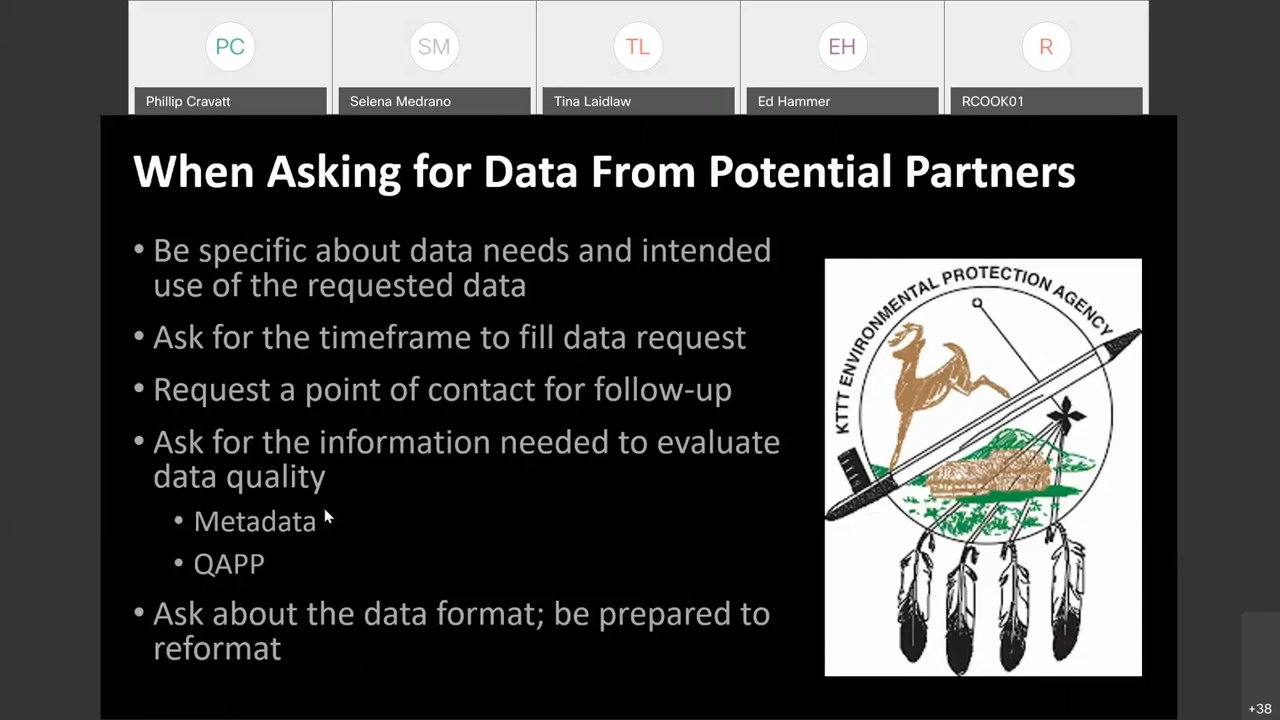 PC
SM
TL
EH
R
Phillip Cravatt
Selena Medrano
Tina Laidlaw
Ed Hammer
RCOOK01
When Asking for Data From Potential Partners
• Be specific about data needs and intended
use of the requested data
• Ask for the timeframe to fill data request
• Request a point of contact for follow-up
• Ask for the information needed to evaluate
data quality
• Metadata
• QAPP
• Ask about the data format; be prepared to
reformat
KTTT ENVIRONMENTAL PROTECTION AGENCY
+38